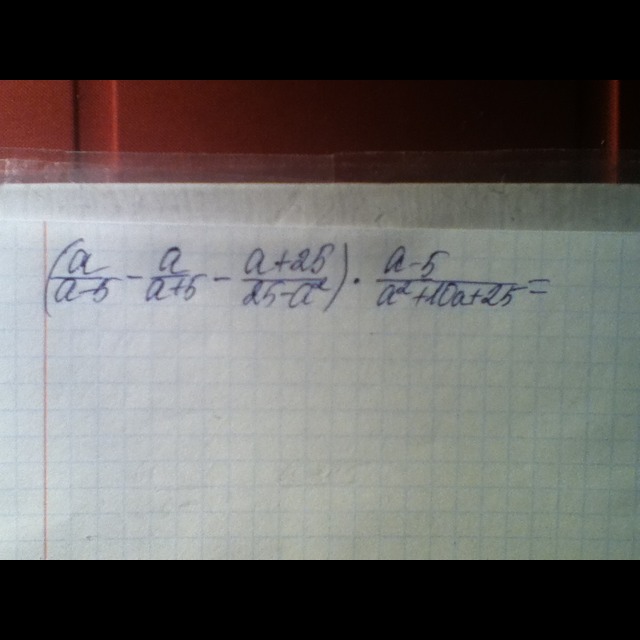 (a/(a-5) - a/(a+5) - (a+25)/(25-a²)) · (a-5)/(a²+10a+25) =